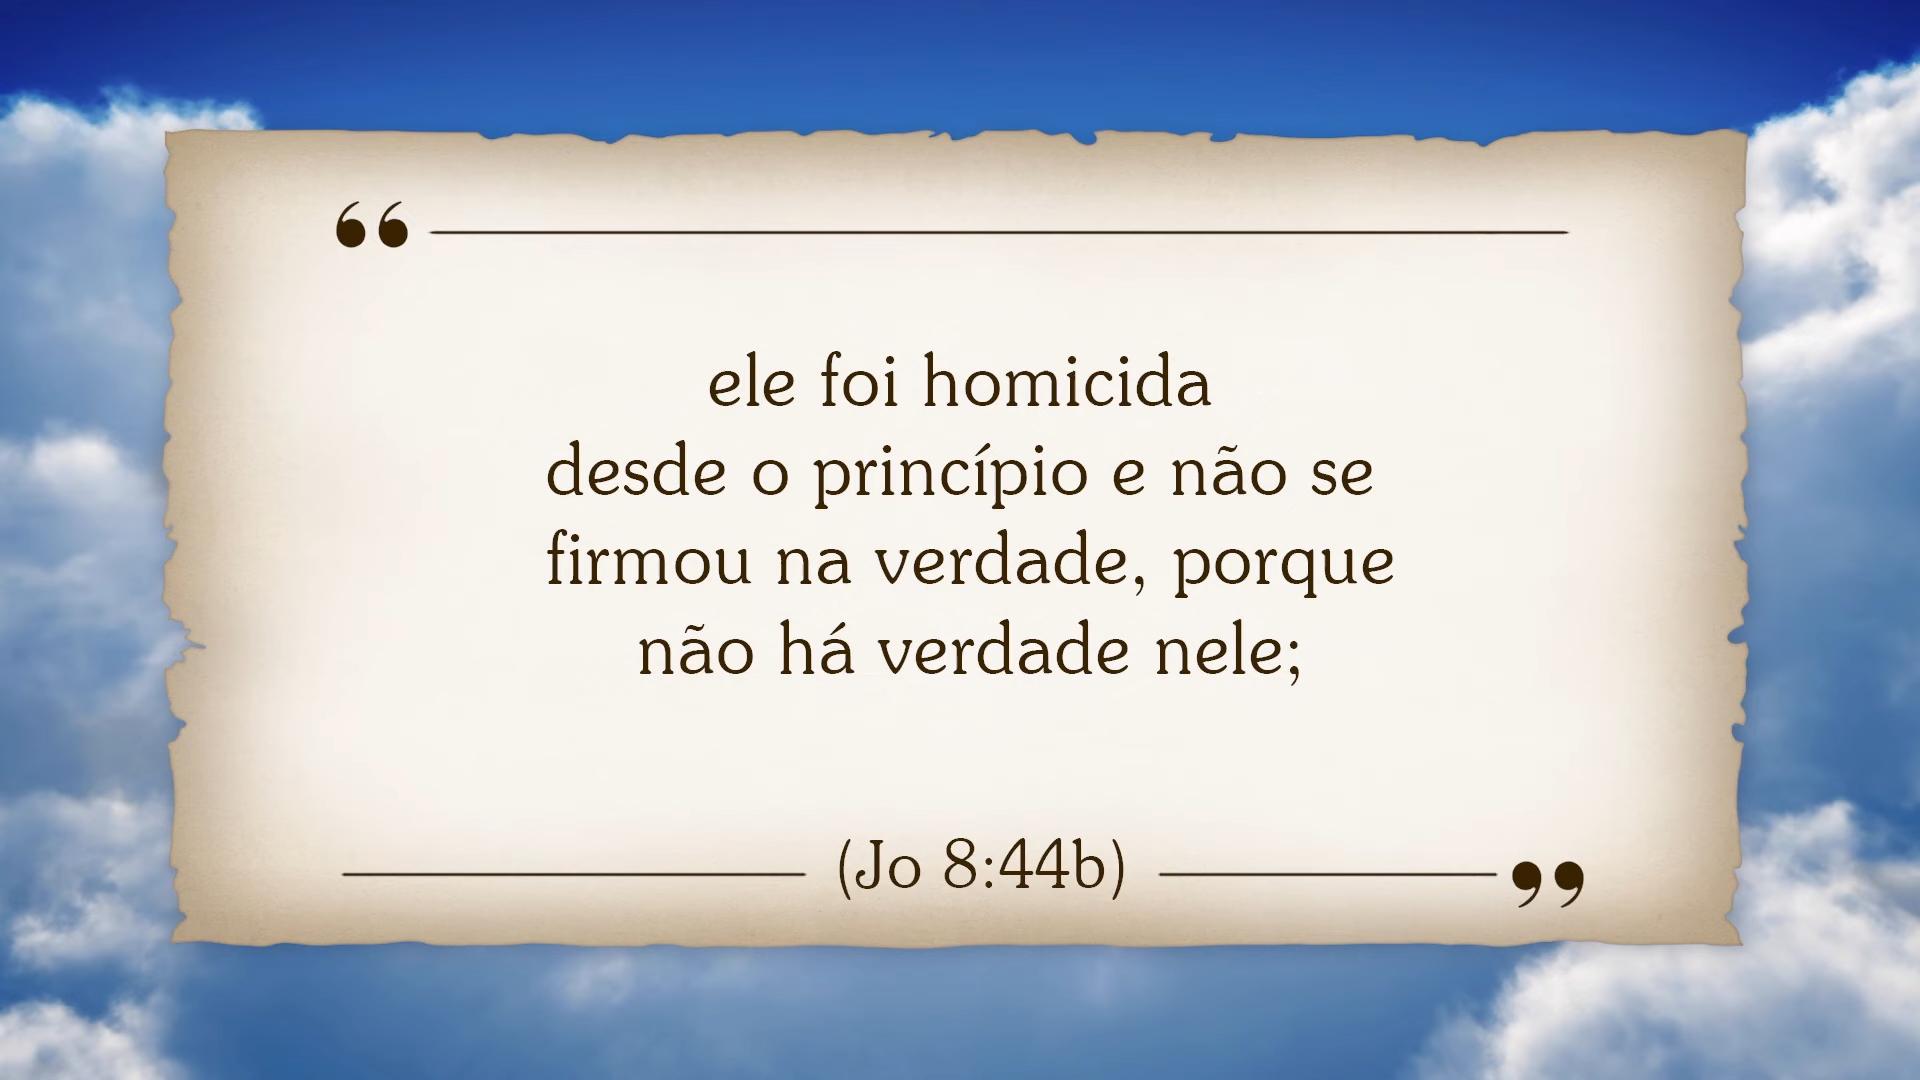 “
ele foi homicida
desde o princípio e não se
firmou na verdade, porque
não há verdade nele;
(Jo 8:44b)
”